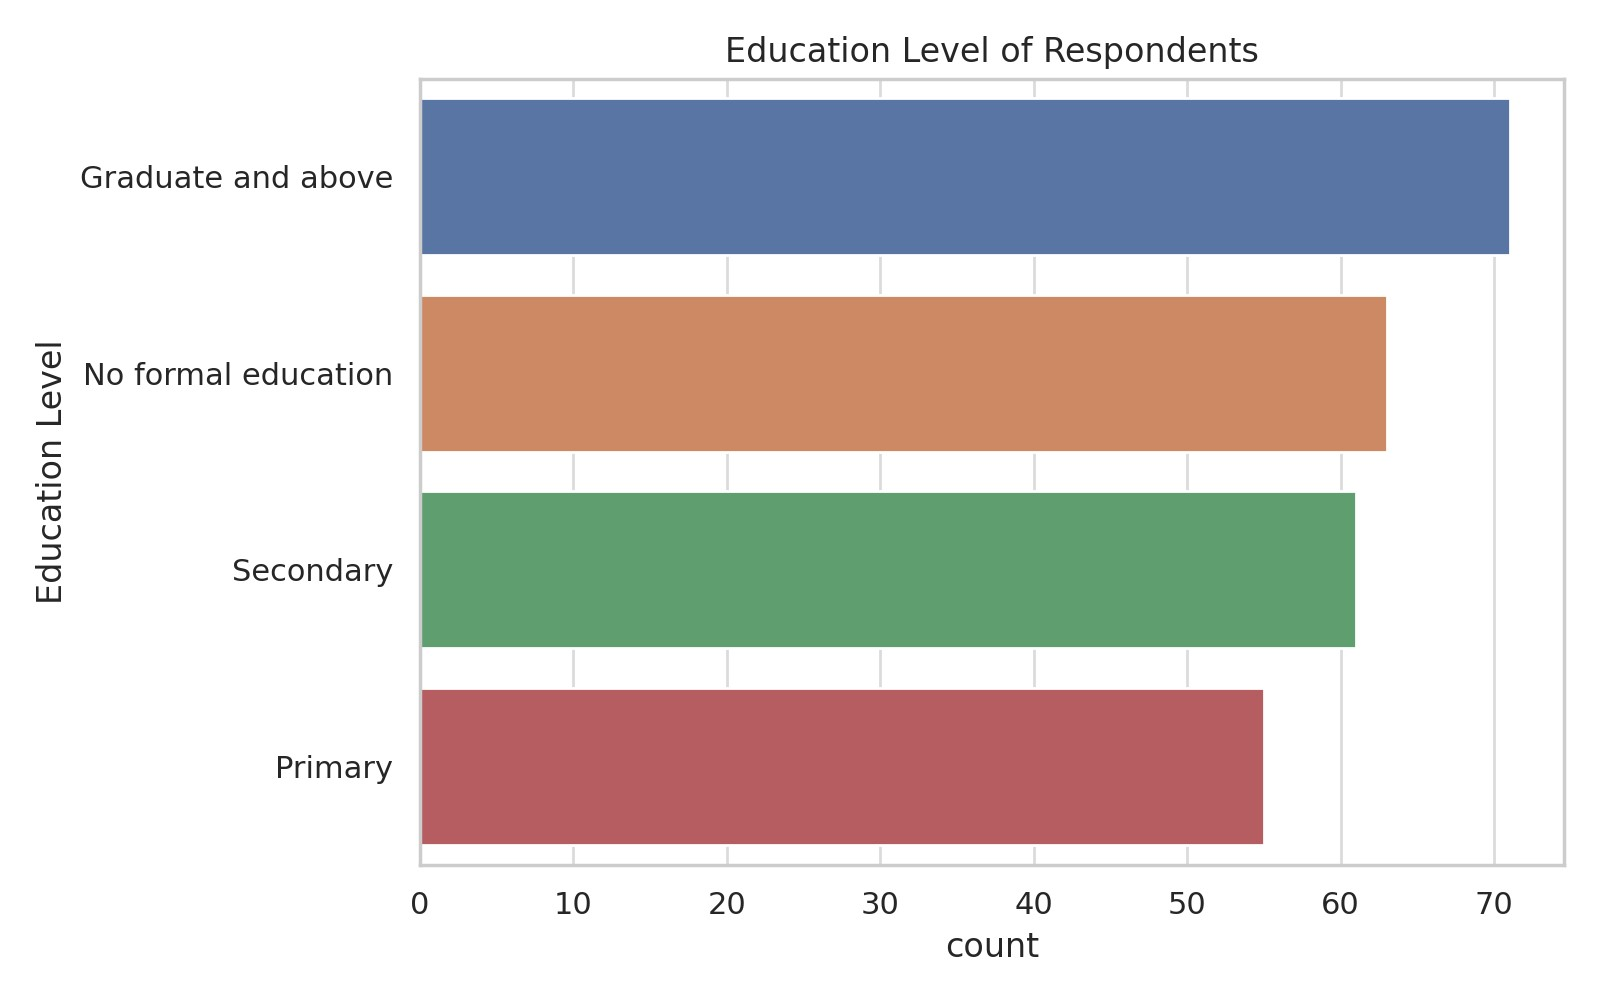 Education Level of Respondents
Education Level
Graduate and above
No formal education
Secondary
Primary
0 10 20 30 40 50 60 70
count